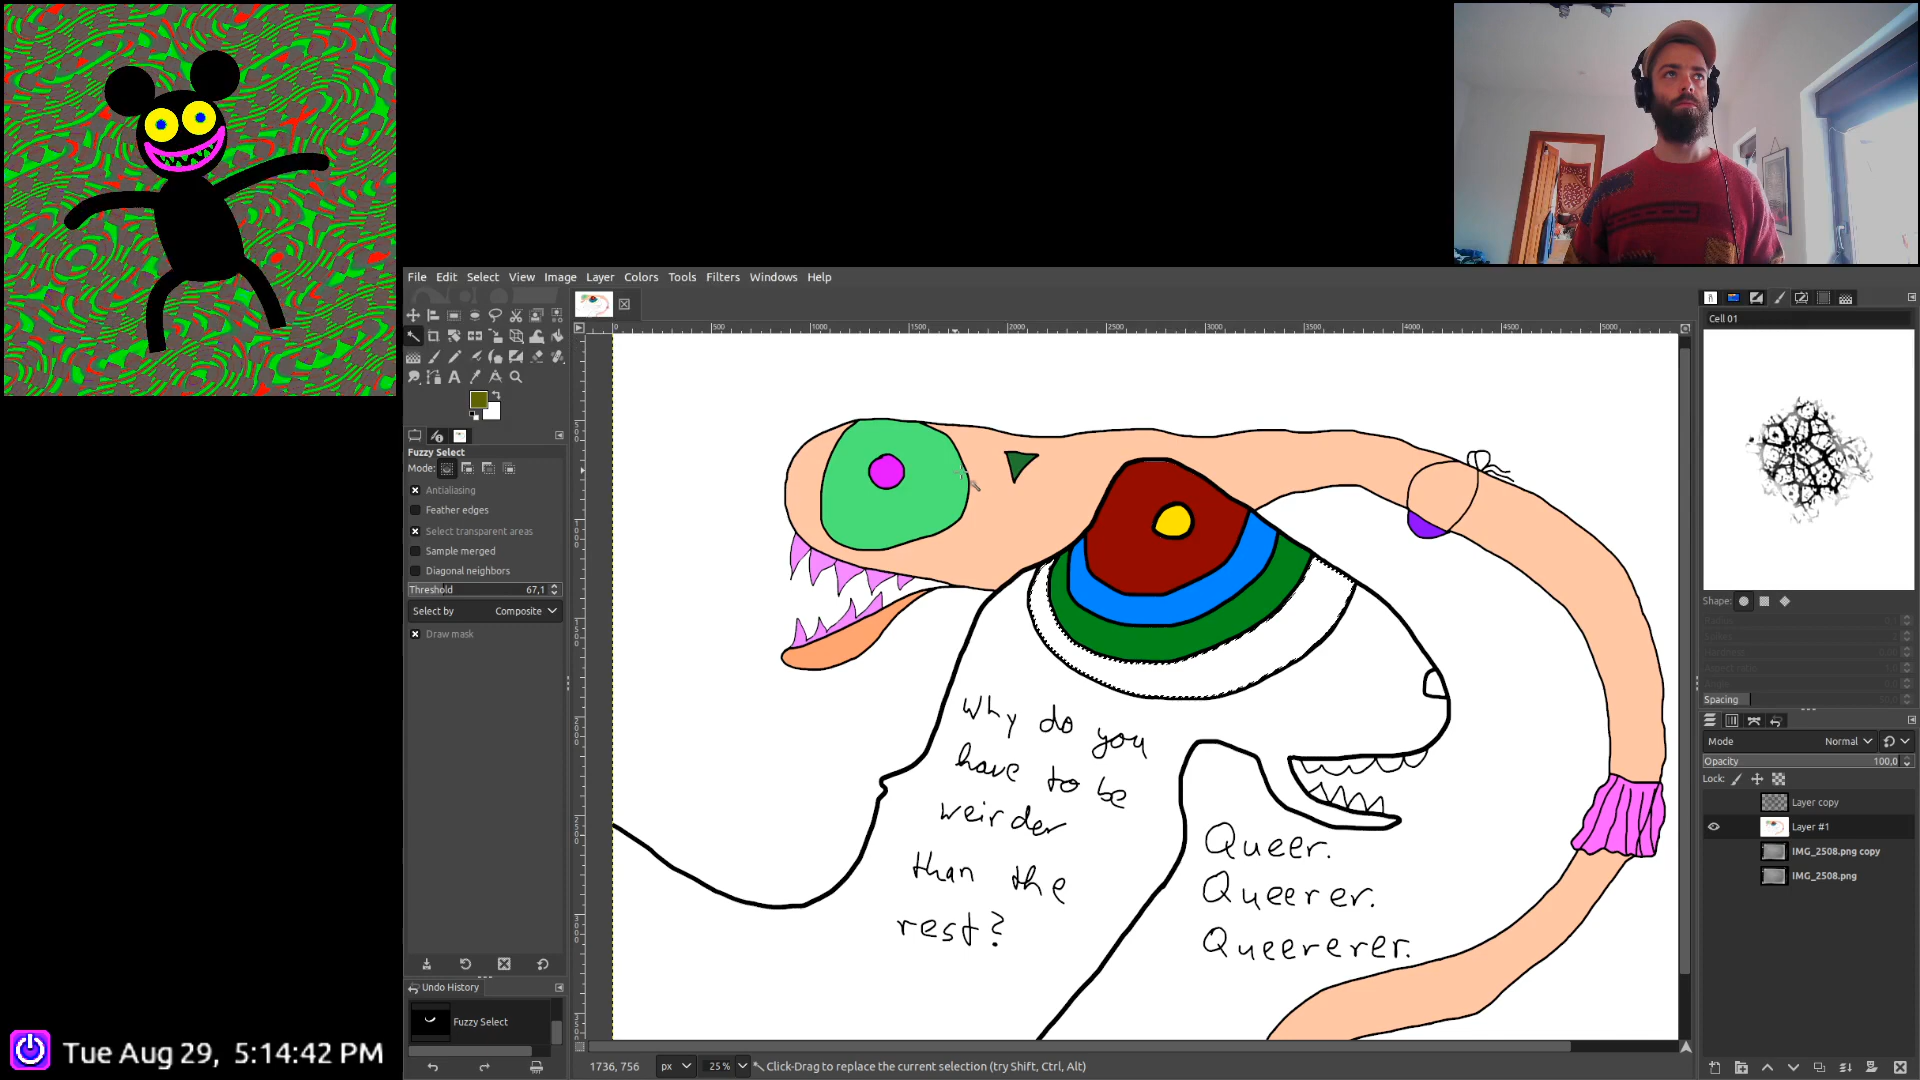 File Edit Select View Image Layer Colors Tools Filters Windows Help
Cell 01
Fuzzy Select
Mode:
Antialiasing
Feather edges
Select transparent areas
Sample merged
Diagonal neighbors
Threshold 67,1
Select by Composite
Draw mask
Why do you
have to be
weirder
than the
rest?
Queer.
Queerer.
Queererer.
Shape:
Spacing
Mode Normal
Opacity 100,0
Lock:
Layer copy
Layer #1
IMG_2508.png copy
IMG_2508.png
Undo History
Fuzzy Select
1736, 756 px 25% Click-Drag to replace the current selection (try Shift, Ctrl, Alt)
Tue Aug 29, 5:14:42 PM